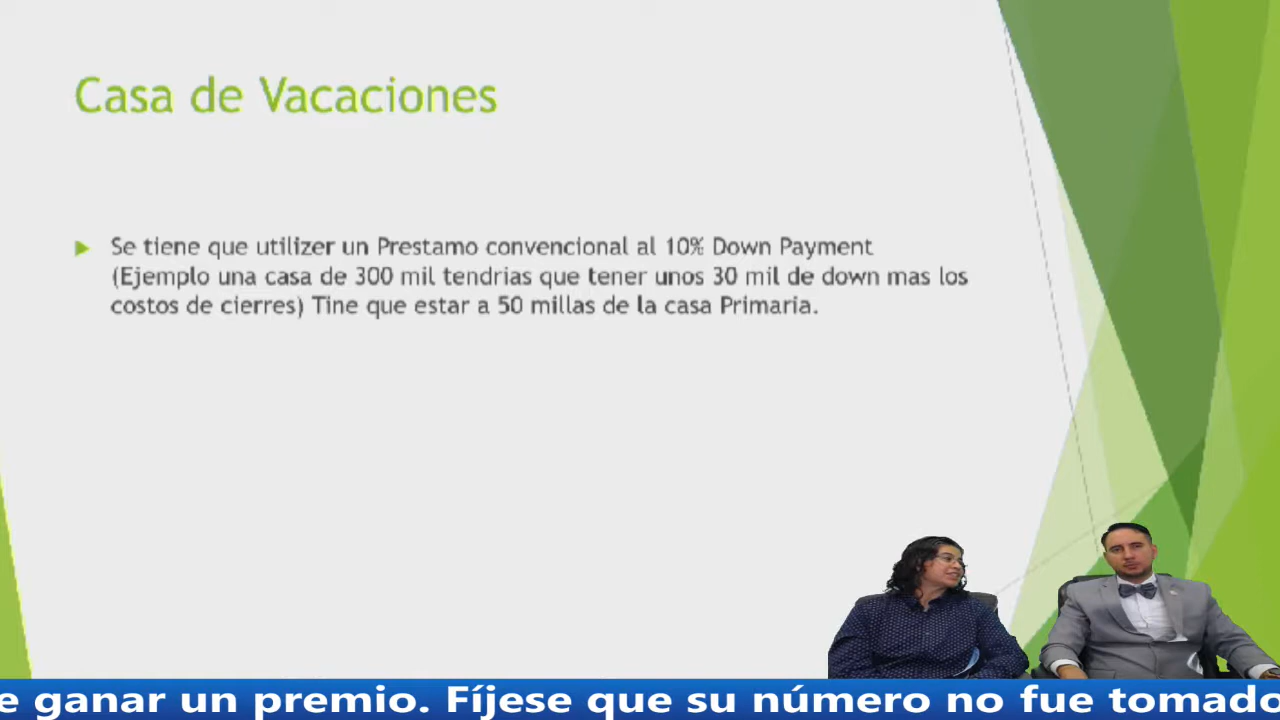 Casa de Vacaciones
Se tiene que utilizer un Prestamo convencional al 10% Down Payment
(Ejemplo una casa de 300 mil tendrias que tener unos 30 mil de down mas los
costos de cierres) Tine que estar a 50 millas de la casa Primaria.
e ganar un premio. Fíjese que su número no fue tomado